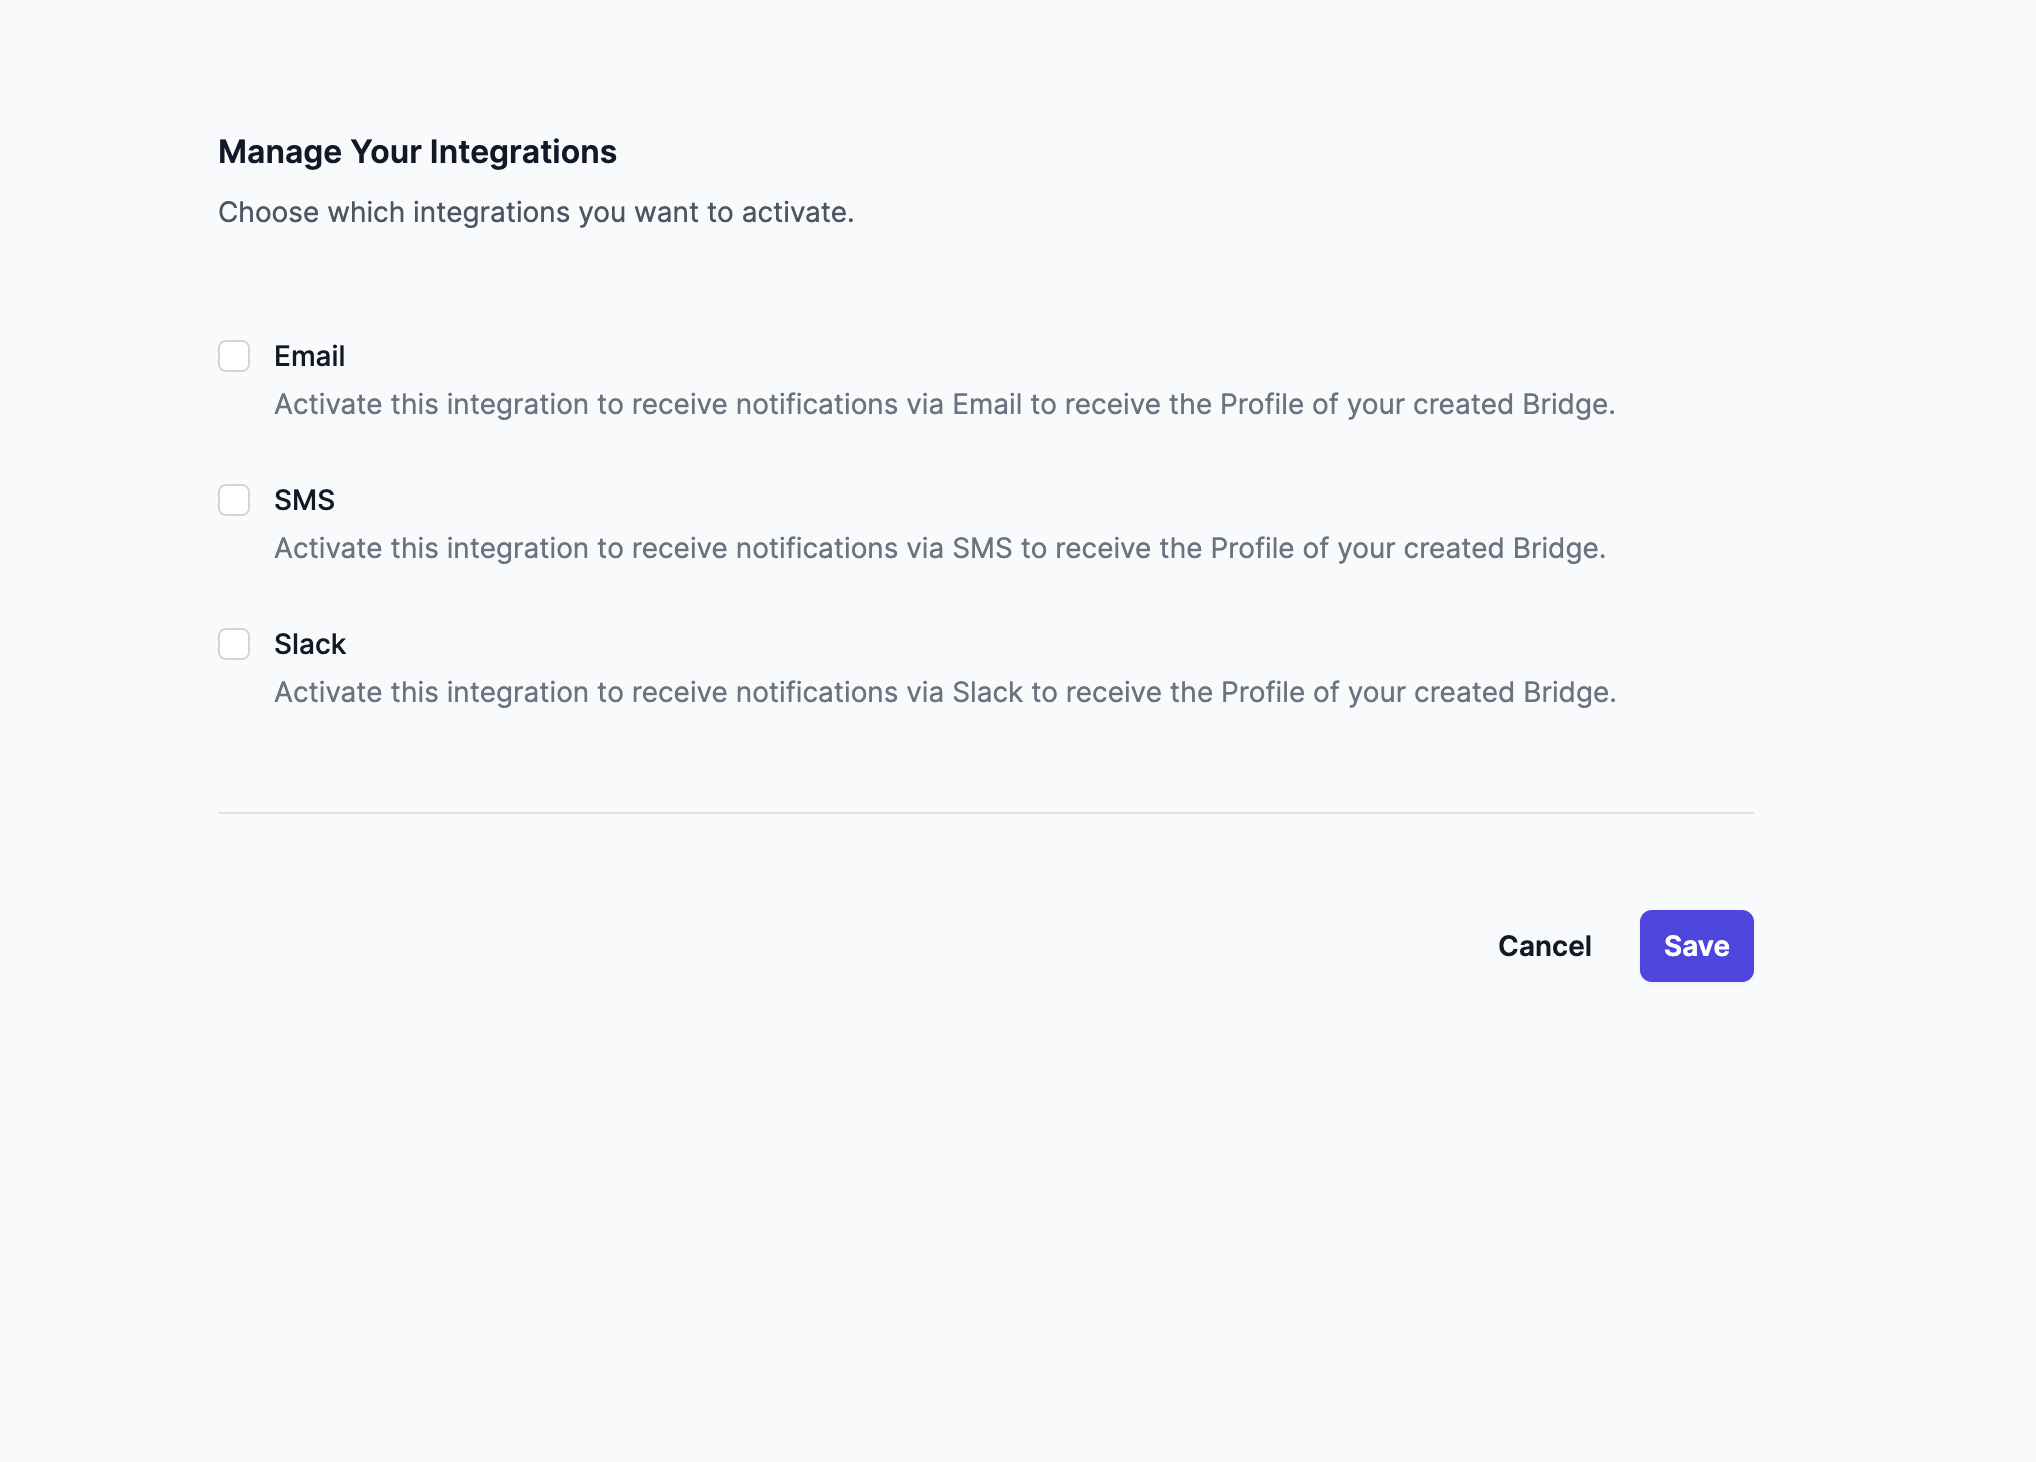 Manage Your Integrations
Choose which integrations you want to activate.
Email
Activate this integration to receive notifications via Email to receive the Profile of your created Bridge.
SMS
Activate this integration to receive notifications via SMS to receive the Profile of your created Bridge.
Slack
Activate this integration to receive notifications via Slack to receive the Profile of your created Bridge.
Cancel Save